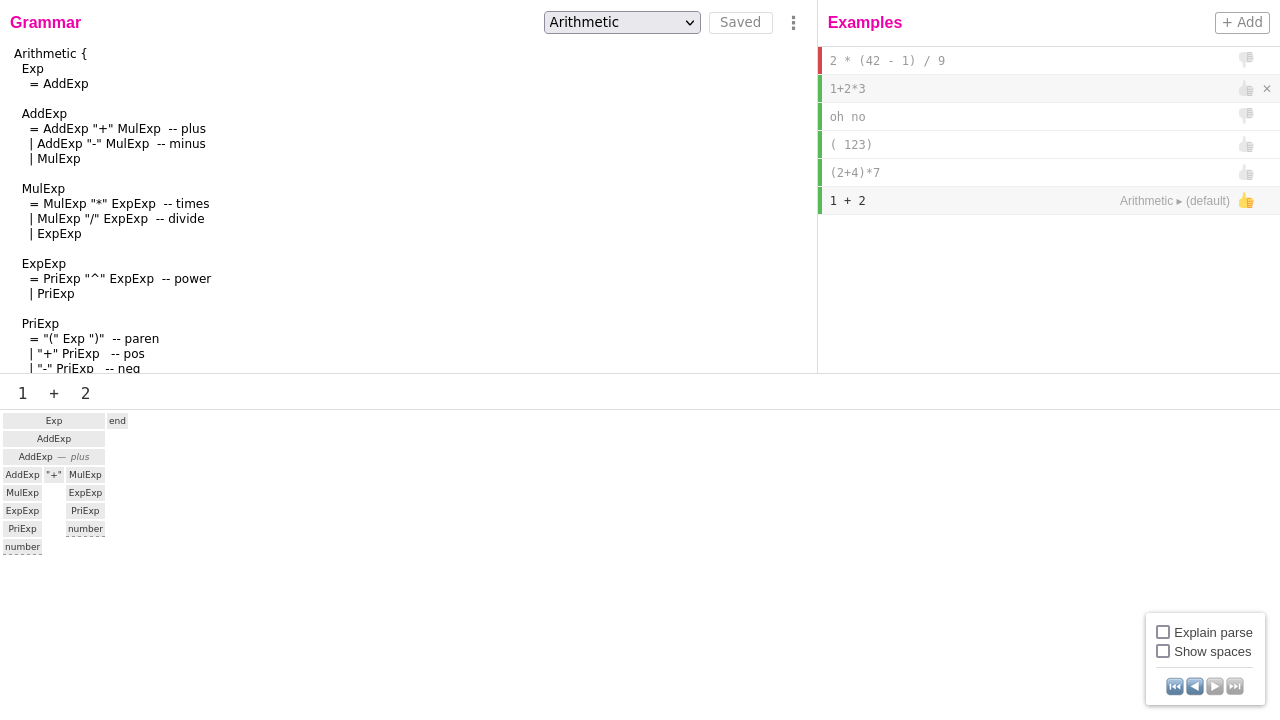 Grammar
Arithmetic
Saved
Arithmetic {
Exp
= AddExp
AddExp
= AddExp "+" MulExp  -- plus
| AddExp "-" MulExp  -- minus
| MulExp
MulExp
= MulExp "*" ExpExp  -- times
| MulExp "/" ExpExp  -- divide
| ExpExp
ExpExp
= PriExp "^" ExpExp  -- power
| PriExp
PriExp
= "(" Exp ")"  -- paren
| "+" PriExp   -- pos
| "-" PriExp   -- neg
Examples
+ Add
2 * (42 - 1) / 9
1+2*3
×
oh no
( 123)
(2+4)*7
1 + 2
Arithmetic ▸ (default)
1 + 2
Exp end
AddExp
AddExp — plus
AddExp "+" MulExp
MulExp ExpExp
ExpExp PriExp
PriExp number
number
Explain parse
Show spaces